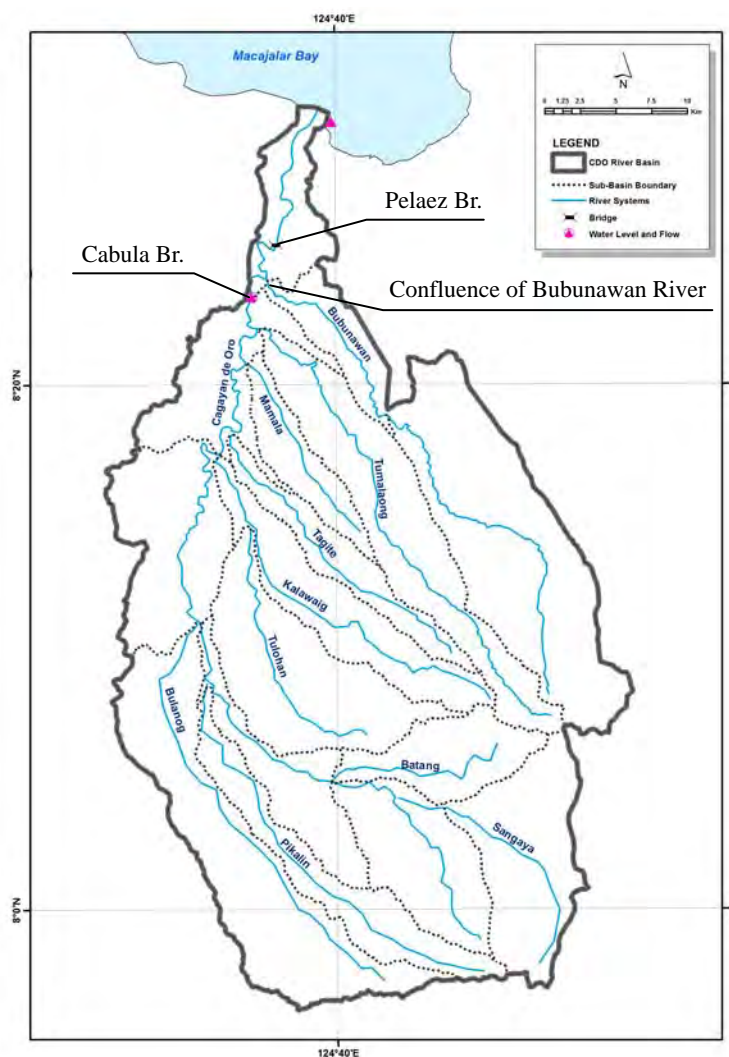 124°40'E
Macajalar Bay
N
0 1.25 2.5 5 7.5 10
Km
LEGEND
CDO River Basin
Sub-Basin Boundary
River Systems
Bridge
Water Level and Flow
Pelaez Br.
Cabula Br.
Confluence of Bubunawan River
Bubunawan
8°20'N
Cagayan de Oro
Mamala
Tumalaong
Tagite
Kalawaig
Tulohan
Bulanog
Batang
Sangaya
Pikalin
8°0'N
124°40'E